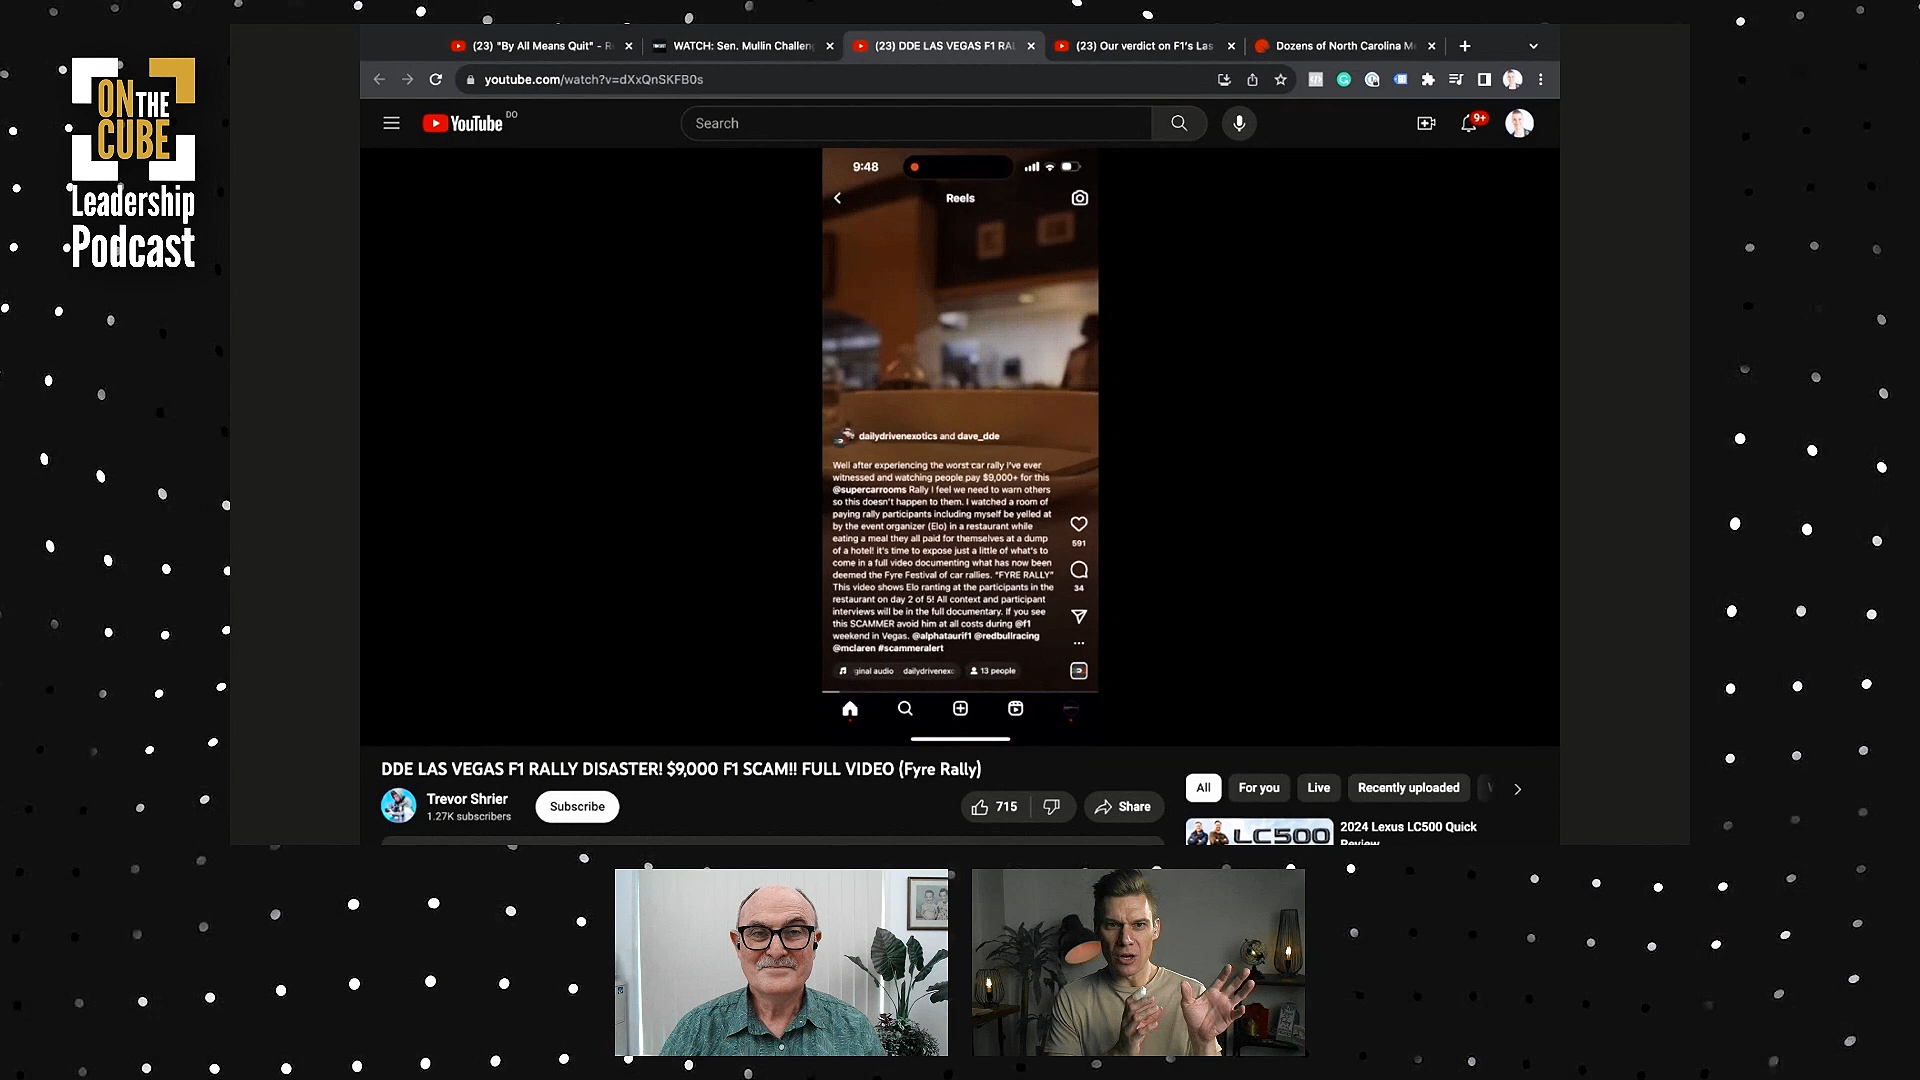 ON THE
CUBE
Leadership
Podcast
(23) "By All Means Quit" - R
WATCH: Sen. Mullin Challen
(23) DDE LAS VEGAS F1 RAL
(23) Our verdict on F1's Las
Dozens of North Carolina M
youtube.com/watch?v=dXxQnSKFB0s
YouTube DO
Search
9+
9:48
Reels
dailydrivenexotics and dave_dde
Well after experiencing the worst car rally I've ever
witnessed and watching people pay $9,000+ for this
@supercarrooms Rally I feel we need to warn others
so this doesn't happen to them. I watched a room of
paying rally participants including myself be yelled at
by the event organizer (Elo) in a restaurant while
eating a meal they all paid for themselves at a dump
of a hotel! it's time to expose just a little of what's to
come in a full video documenting what has now been
deemed the Fyre Festival of car rallies. "FYRE RALLY"
This video shows Elo ranting at the participants in the
restaurant on day 2 of 5! All context and participant
interviews will be in the full documentary. If you see
this SCAMMER avoid him at all costs during @f1
weekend in Vegas. @alphataurif1 @redbullracing
@mclaren #scammeralert
591
34
ginal audio dailydrivenexc 13 people
DDE LAS VEGAS F1 RALLY DISASTER! $9,000 F1 SCAM!! FULL VIDEO (Fyre Rally)
Trevor Shrier
1.27K subscribers
Subscribe
715
Share
All
For you
Live
Recently uploaded
LC500
2024 Lexus LC500 Quick
Review